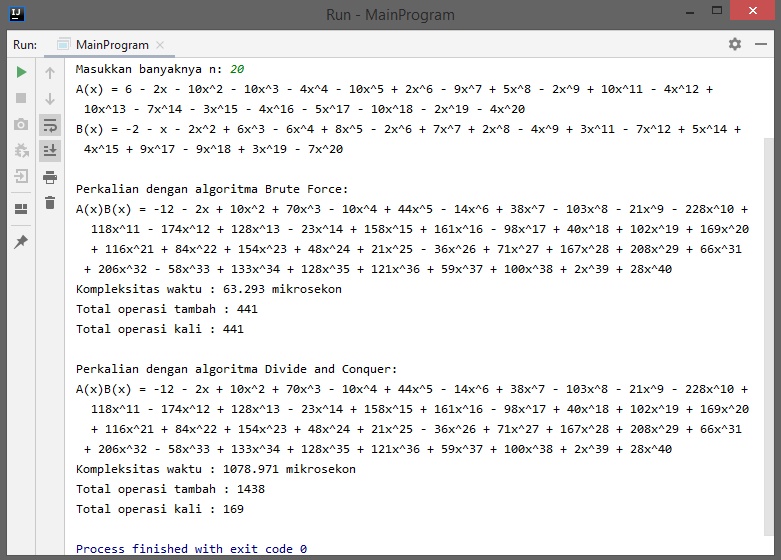 Run - MainProgram
Run: MainProgram
Masukkan banyaknya n: 20
A(x) = 6 - 2x - 10x^2 - 10x^3 - 4x^4 - 10x^5 + 2x^6 - 9x^7 + 5x^8 - 2x^9 + 10x^11 - 4x^12 +
10x^13 - 7x^14 - 3x^15 - 4x^16 - 5x^17 - 10x^18 - 2x^19 - 4x^20
B(x) = -2 - x - 2x^2 + 6x^3 - 6x^4 + 8x^5 - 2x^6 + 7x^7 + 2x^8 - 4x^9 + 3x^11 - 7x^12 + 5x^14 +
4x^15 + 9x^17 - 9x^18 + 3x^19 - 7x^20
Perkalian dengan algoritma Brute Force:
A(x)B(x) = -12 - 2x + 10x^2 + 70x^3 - 10x^4 + 44x^5 - 14x^6 + 38x^7 - 103x^8 - 21x^9 - 228x^10 +
118x^11 - 174x^12 + 128x^13 - 23x^14 + 158x^15 + 161x^16 - 98x^17 + 40x^18 + 102x^19 + 169x^20
+ 116x^21 + 84x^22 + 154x^23 + 48x^24 + 21x^25 - 36x^26 + 71x^27 + 167x^28 + 208x^29 + 66x^31
+ 206x^32 - 58x^33 + 133x^34 + 128x^35 + 121x^36 + 59x^37 + 100x^38 + 2x^39 + 28x^40
Kompleksitas waktu : 63.293 mikrosekon
Total operasi tambah : 441
Total operasi kali : 441
Perkalian dengan algoritma Divide and Conquer:
A(x)B(x) = -12 - 2x + 10x^2 + 70x^3 - 10x^4 + 44x^5 - 14x^6 + 38x^7 - 103x^8 - 21x^9 - 228x^10 +
118x^11 - 174x^12 + 128x^13 - 23x^14 + 158x^15 + 161x^16 - 98x^17 + 40x^18 + 102x^19 + 169x^20
+ 116x^21 + 84x^22 + 154x^23 + 48x^24 + 21x^25 - 36x^26 + 71x^27 + 167x^28 + 208x^29 + 66x^31
+ 206x^32 - 58x^33 + 133x^34 + 128x^35 + 121x^36 + 59x^37 + 100x^38 + 2x^39 + 28x^40
Kompleksitas waktu : 1078.971 mikrosekon
Total operasi tambah : 1438
Total operasi kali : 169
Process finished with exit code 0